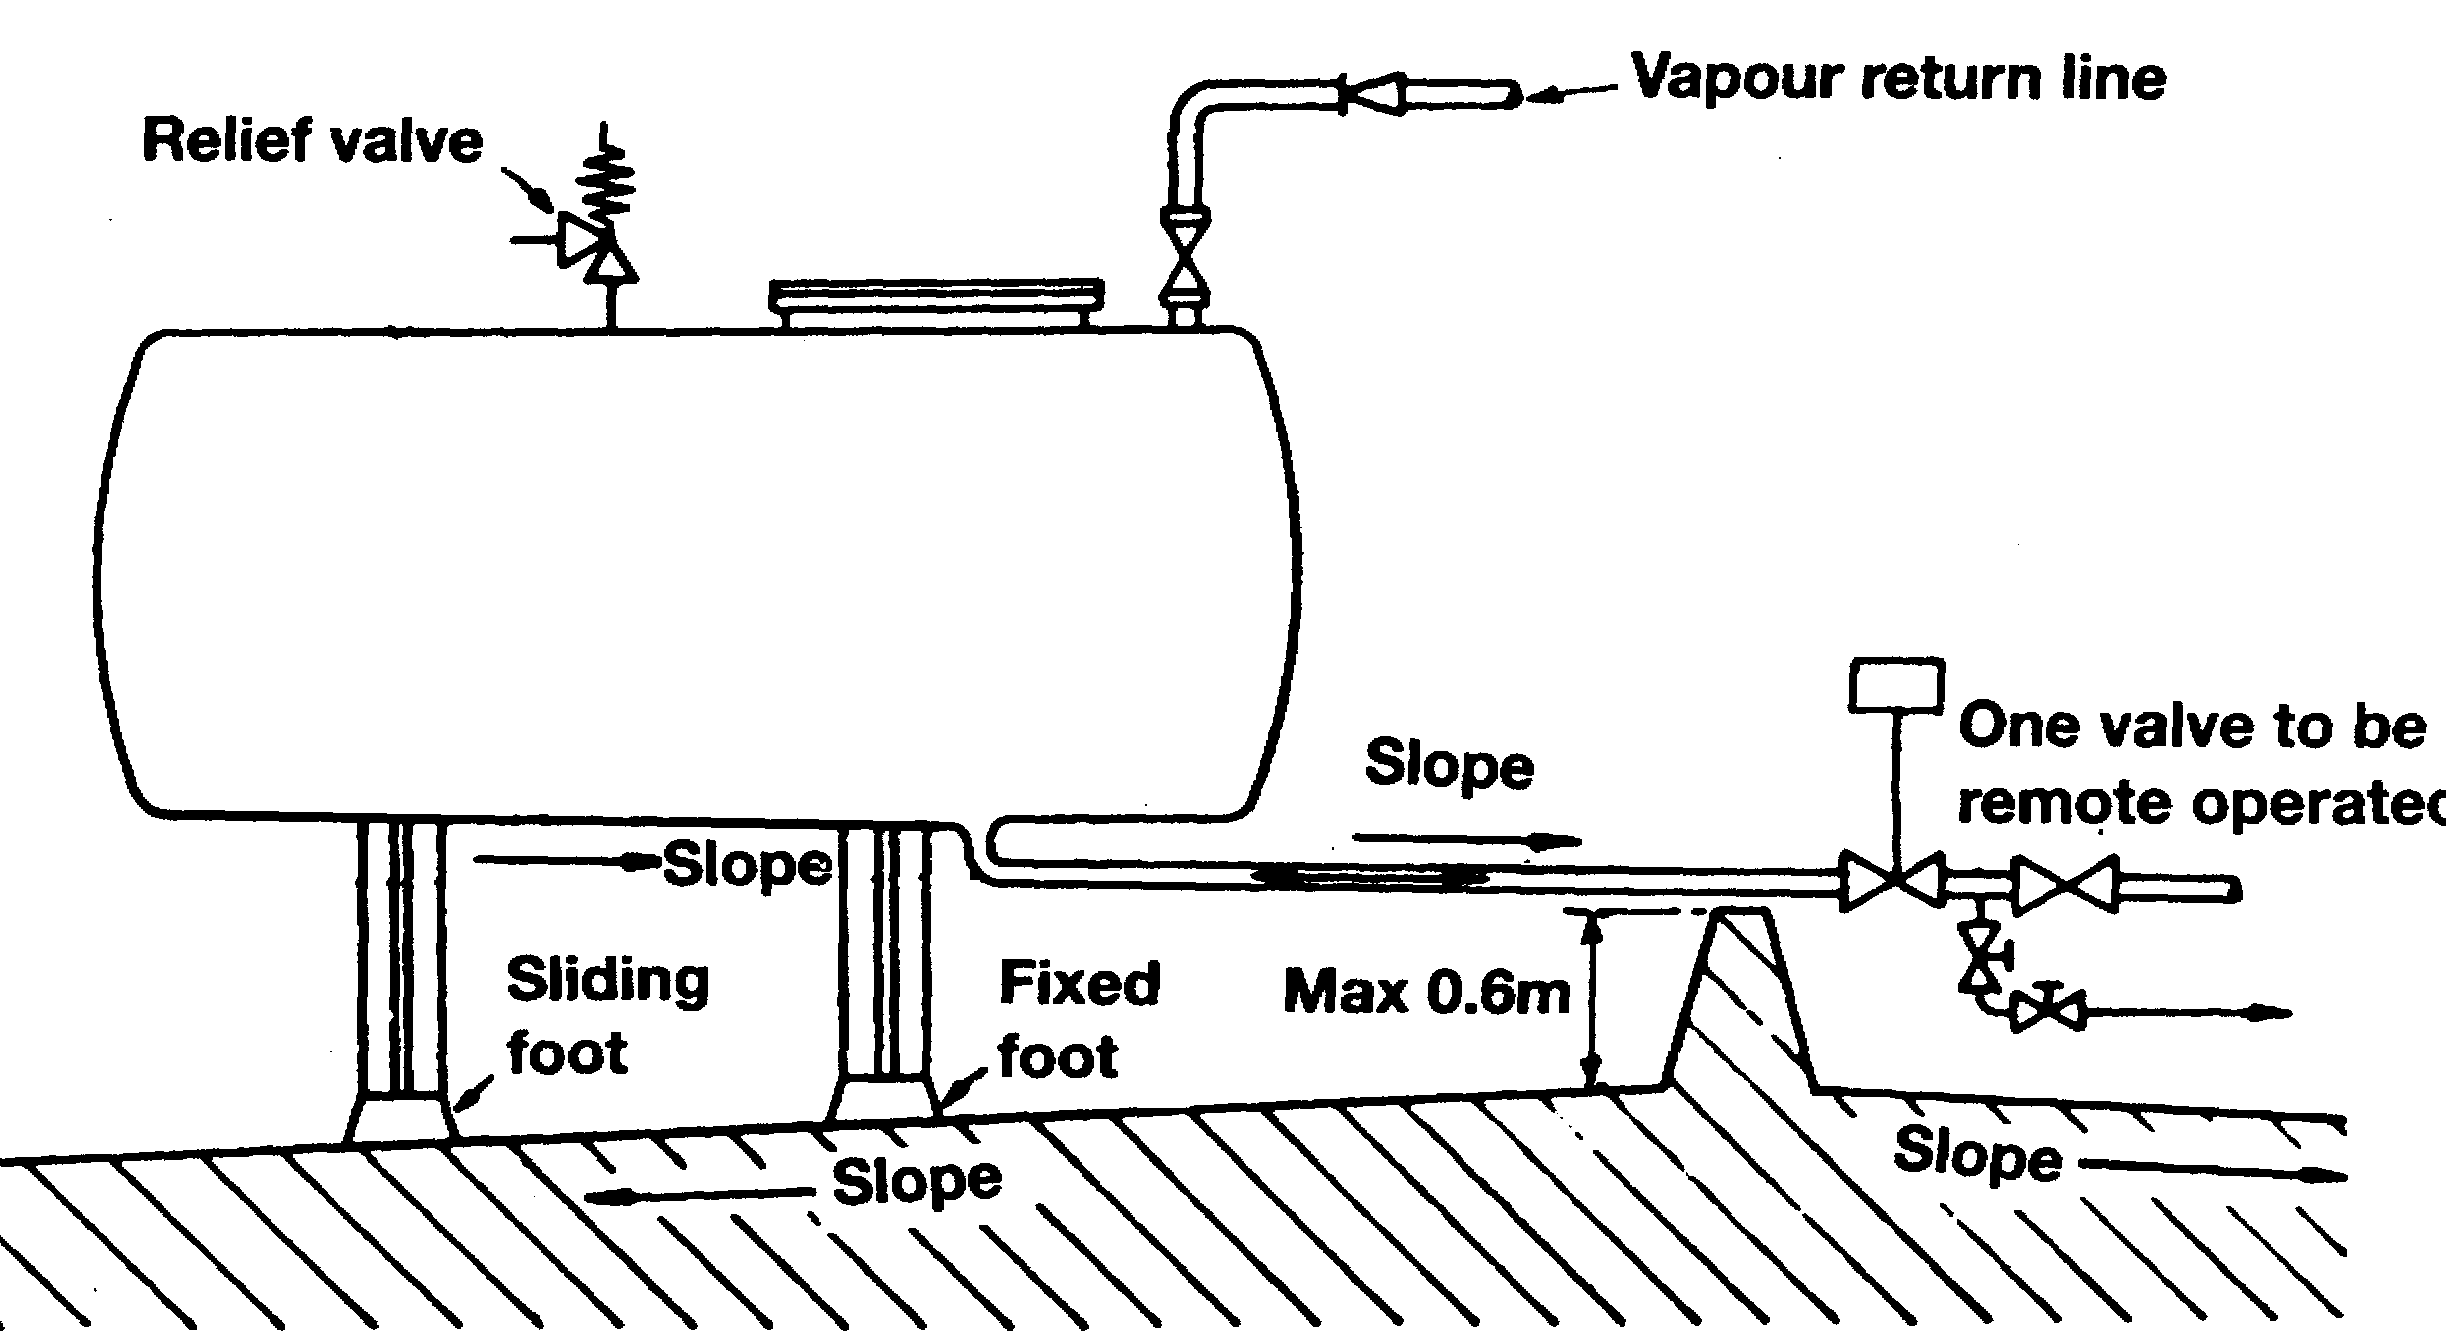 Vapour return line
Relief valve
One valve to be
remote operated
Slope
Slope
Sliding
foot
Fixed
foot
Max 0.6m
Slope
Slope